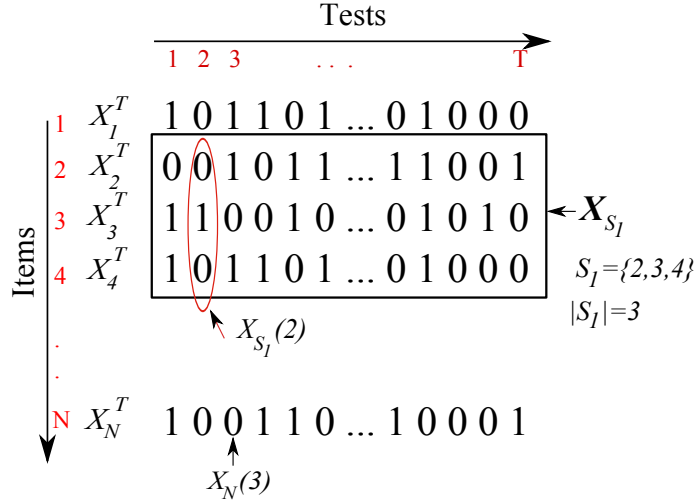 Tests
1 2 3 . . . T
1 X_1^T 1 0 1 1 0 1 ... 0 1 0 0 0
2 X_2^T 0 0 1 0 1 1 ... 1 1 0 0 1
3 X_3^T 1 1 0 0 1 0 ... 0 1 0 1 0
X_{S_1}
4 X_4^T 1 0 1 1 0 1 ... 0 1 0 0 0
S_1={2,3,4}
|S_1|=3
Items
X_{S_1}(2)
.
.
N X_N^T 1 0 0 1 1 0 ... 1 0 0 0 1
X_N(3)